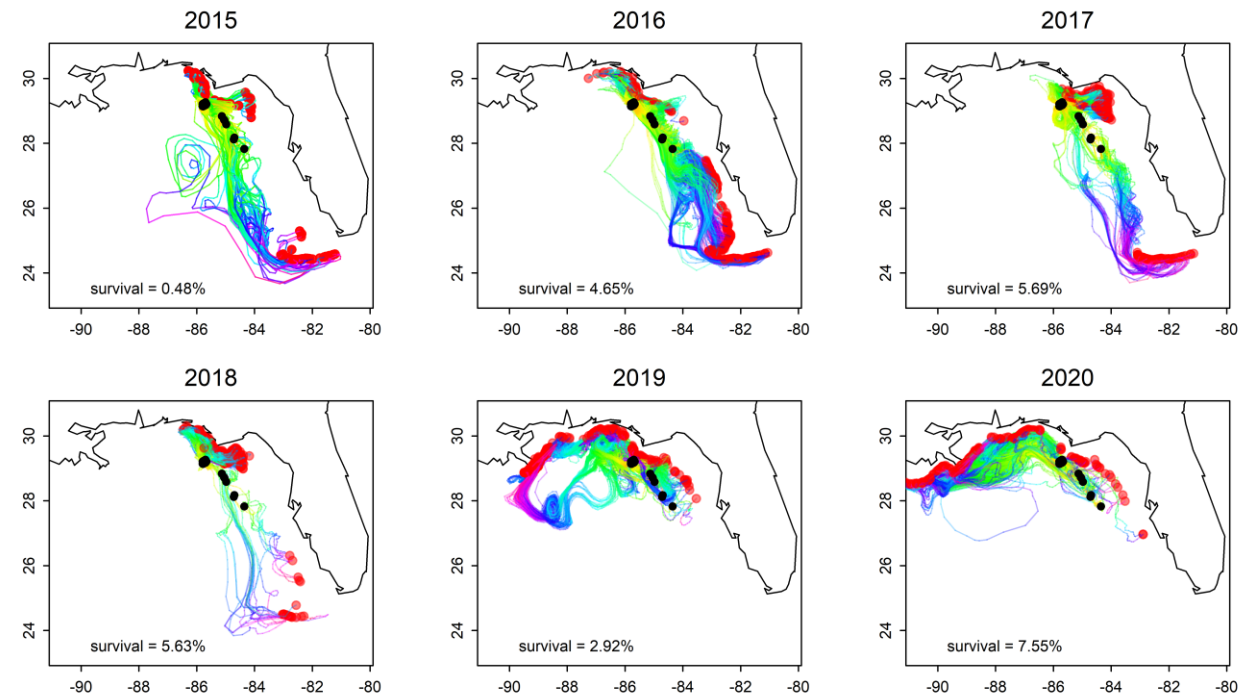 2015
2016
2017
30
28
26
24
survival = 0.48%
-90 -88 -86 -84 -82 -80
30
28
26
24
survival = 4.65%
-90 -88 -86 -84 -82 -80
30
28
26
24
survival = 5.69%
-90 -88 -86 -84 -82 -80
2018
2019
2020
30
28
26
24
survival = 5.63%
-90 -88 -86 -84 -82 -80
30
28
26
24
survival = 2.92%
-90 -88 -86 -84 -82 -80
30
28
26
24
survival = 7.55%
-90 -88 -86 -84 -82 -80